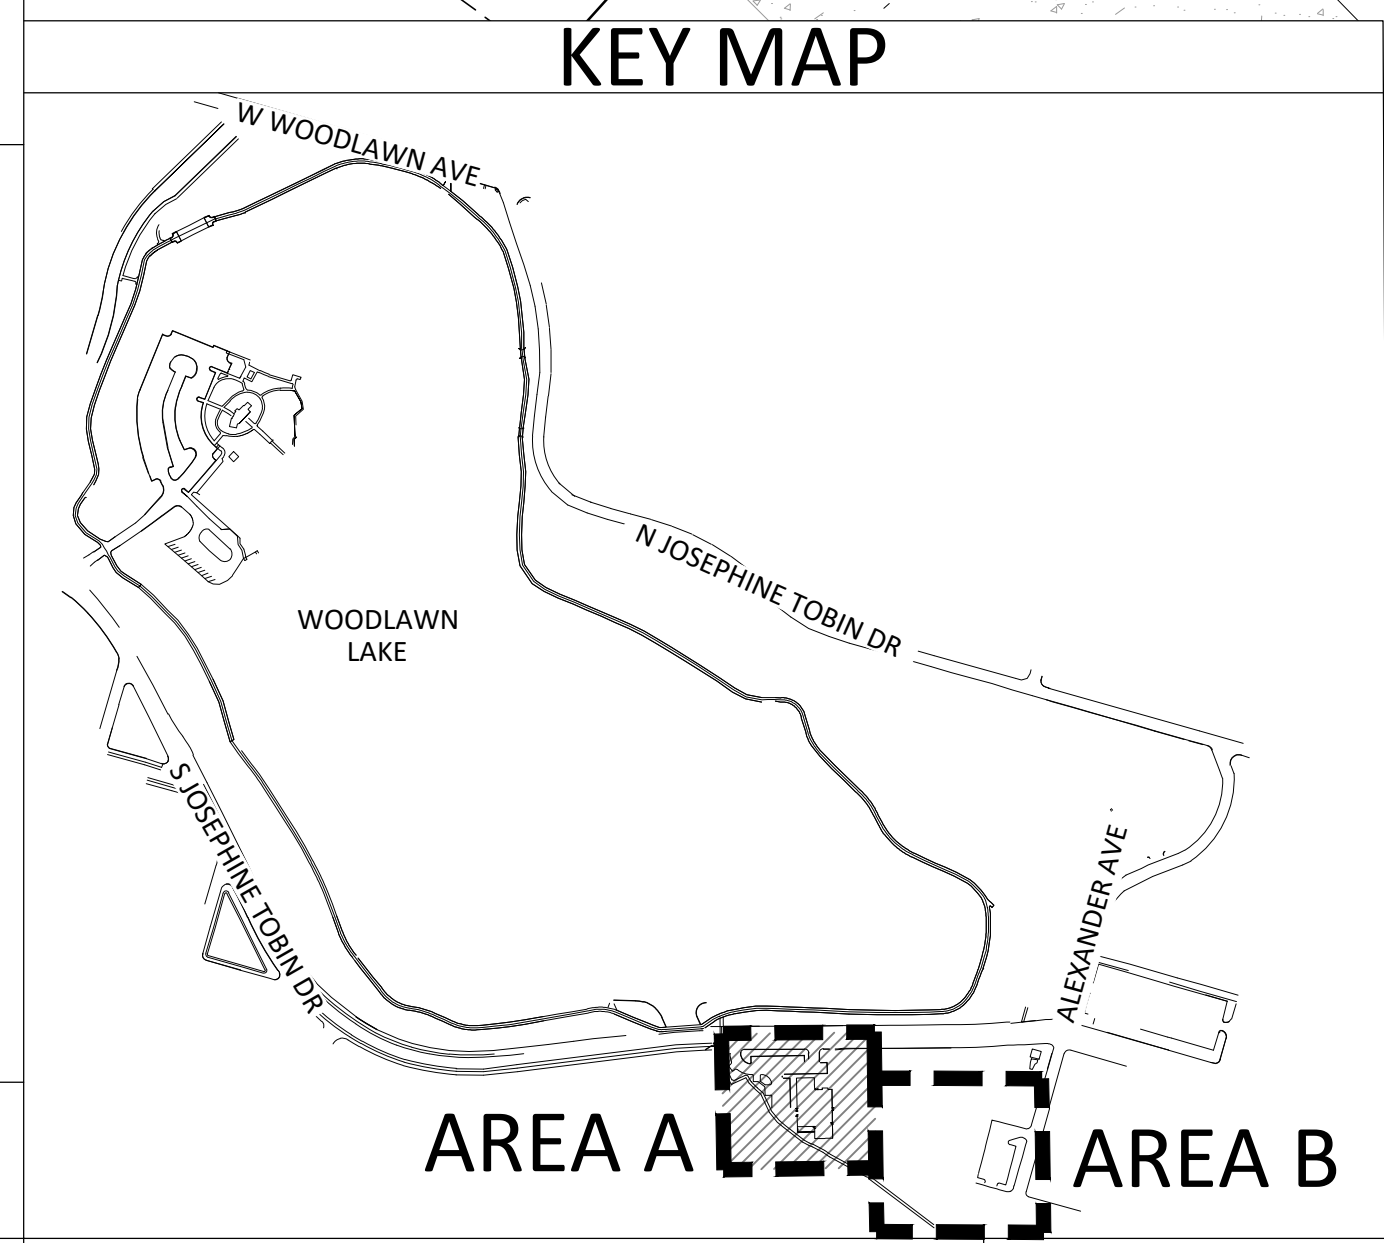 KEY MAP
W WOODLAWN AVE
N JOSEPHINE TOBIN DR
WOODLAWN
LAKE
S JOSEPHINE TOBIN DR
ALEXANDER AVE
AREA A
AREA B